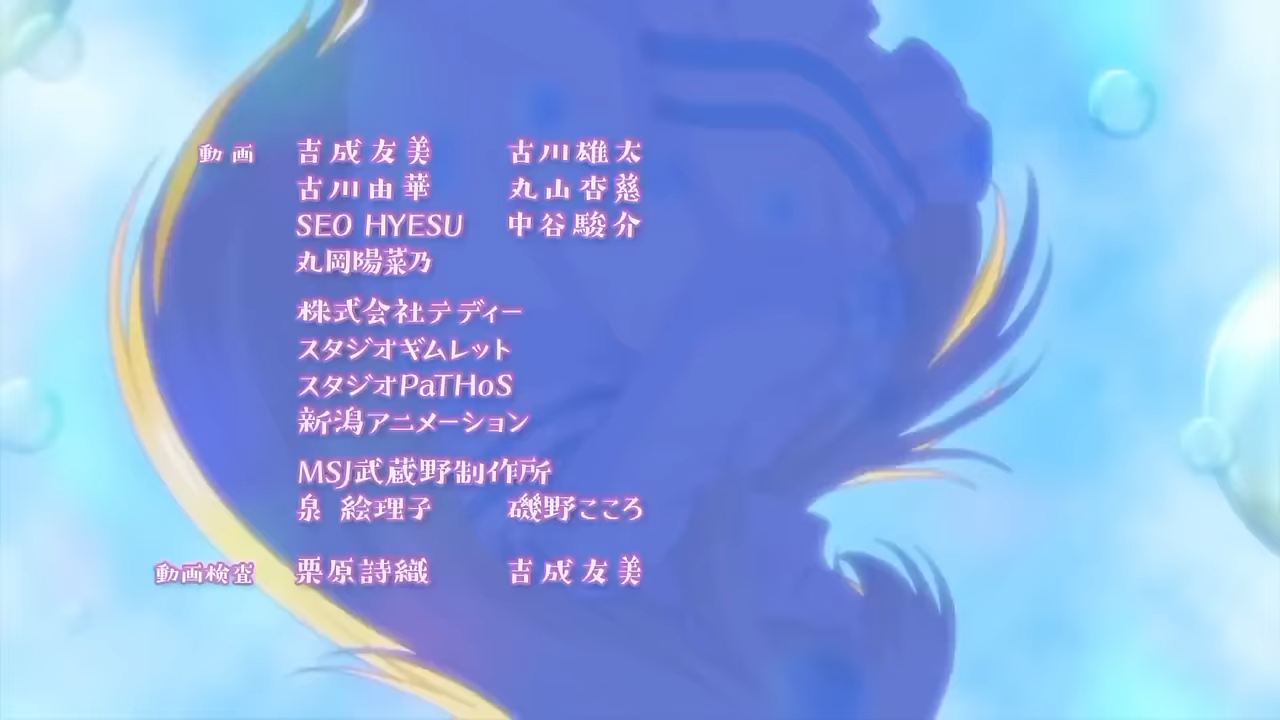 動画 吉成友美 古川雄太
古川由華 丸山杏慈
SEO HYESU 中谷駿介
丸岡陽菜乃
株式会社テディー
スタジオギムレット
スタジオPaTHoS
新潟アニメーション
MSJ武蔵野制作所
泉 絵理子 磯野こころ
動画検査 栗原詩織 吉成友美